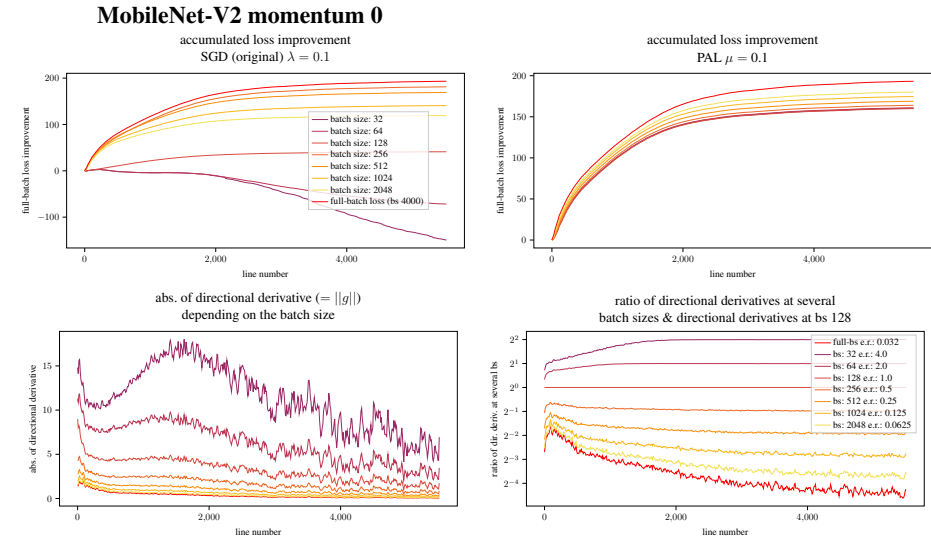 MobileNet-V2 momentum 0
accumulated loss improvement
SGD (original) λ = 0.1
200
100
0
−100
full-batch loss improvement
0
2,000
4,000
line number
batch size: 32
batch size: 64
batch size: 128
batch size: 256
batch size: 512
batch size: 1024
batch size: 2048
full-batch loss (bs 4000)
accumulated loss improvement
PAL μ = 0.1
200
150
100
50
0
full-batch loss improvement
0
2,000
4,000
line number
abs. of directional derivative (= ||g||)
depending on the batch size
15
10
5
0
abs. of directional derivative
0
2,000
4,000
line number
ratio of directional derivatives at several
batch sizes & directional derivatives at bs 128
2²
2¹
2⁰
2⁻¹
2⁻²
2⁻³
2⁻⁴
ratio of dir. deriv. at several bs
0
2,000
4,000
line number
full-bs e.r.: 0.032
bs: 32 e.r.: 4.0
bs: 64 e.r.: 2.0
bs: 128 e.r.: 1.0
bs: 256 e.r.: 0.5
bs: 512 e.r.: 0.25
bs: 1024 e.r.: 0.125
bs: 2048 e.r.: 0.0625